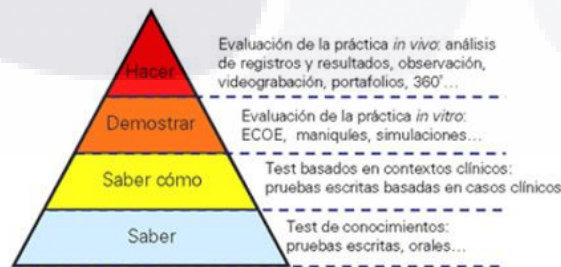 Hacer
Evaluación de la práctica in vivo: análisis
de registros y resultados, observación,
videograbación, portafolios, 360°...
Demostrar
Evaluación de la práctica in vitro:
ECOE, maniquíes, simulaciones...
Saber cómo
Test basados en contextos clínicos:
pruebas escritas basadas en casos clínicos
Saber
Test de conocimientos:
pruebas escritas, orales...